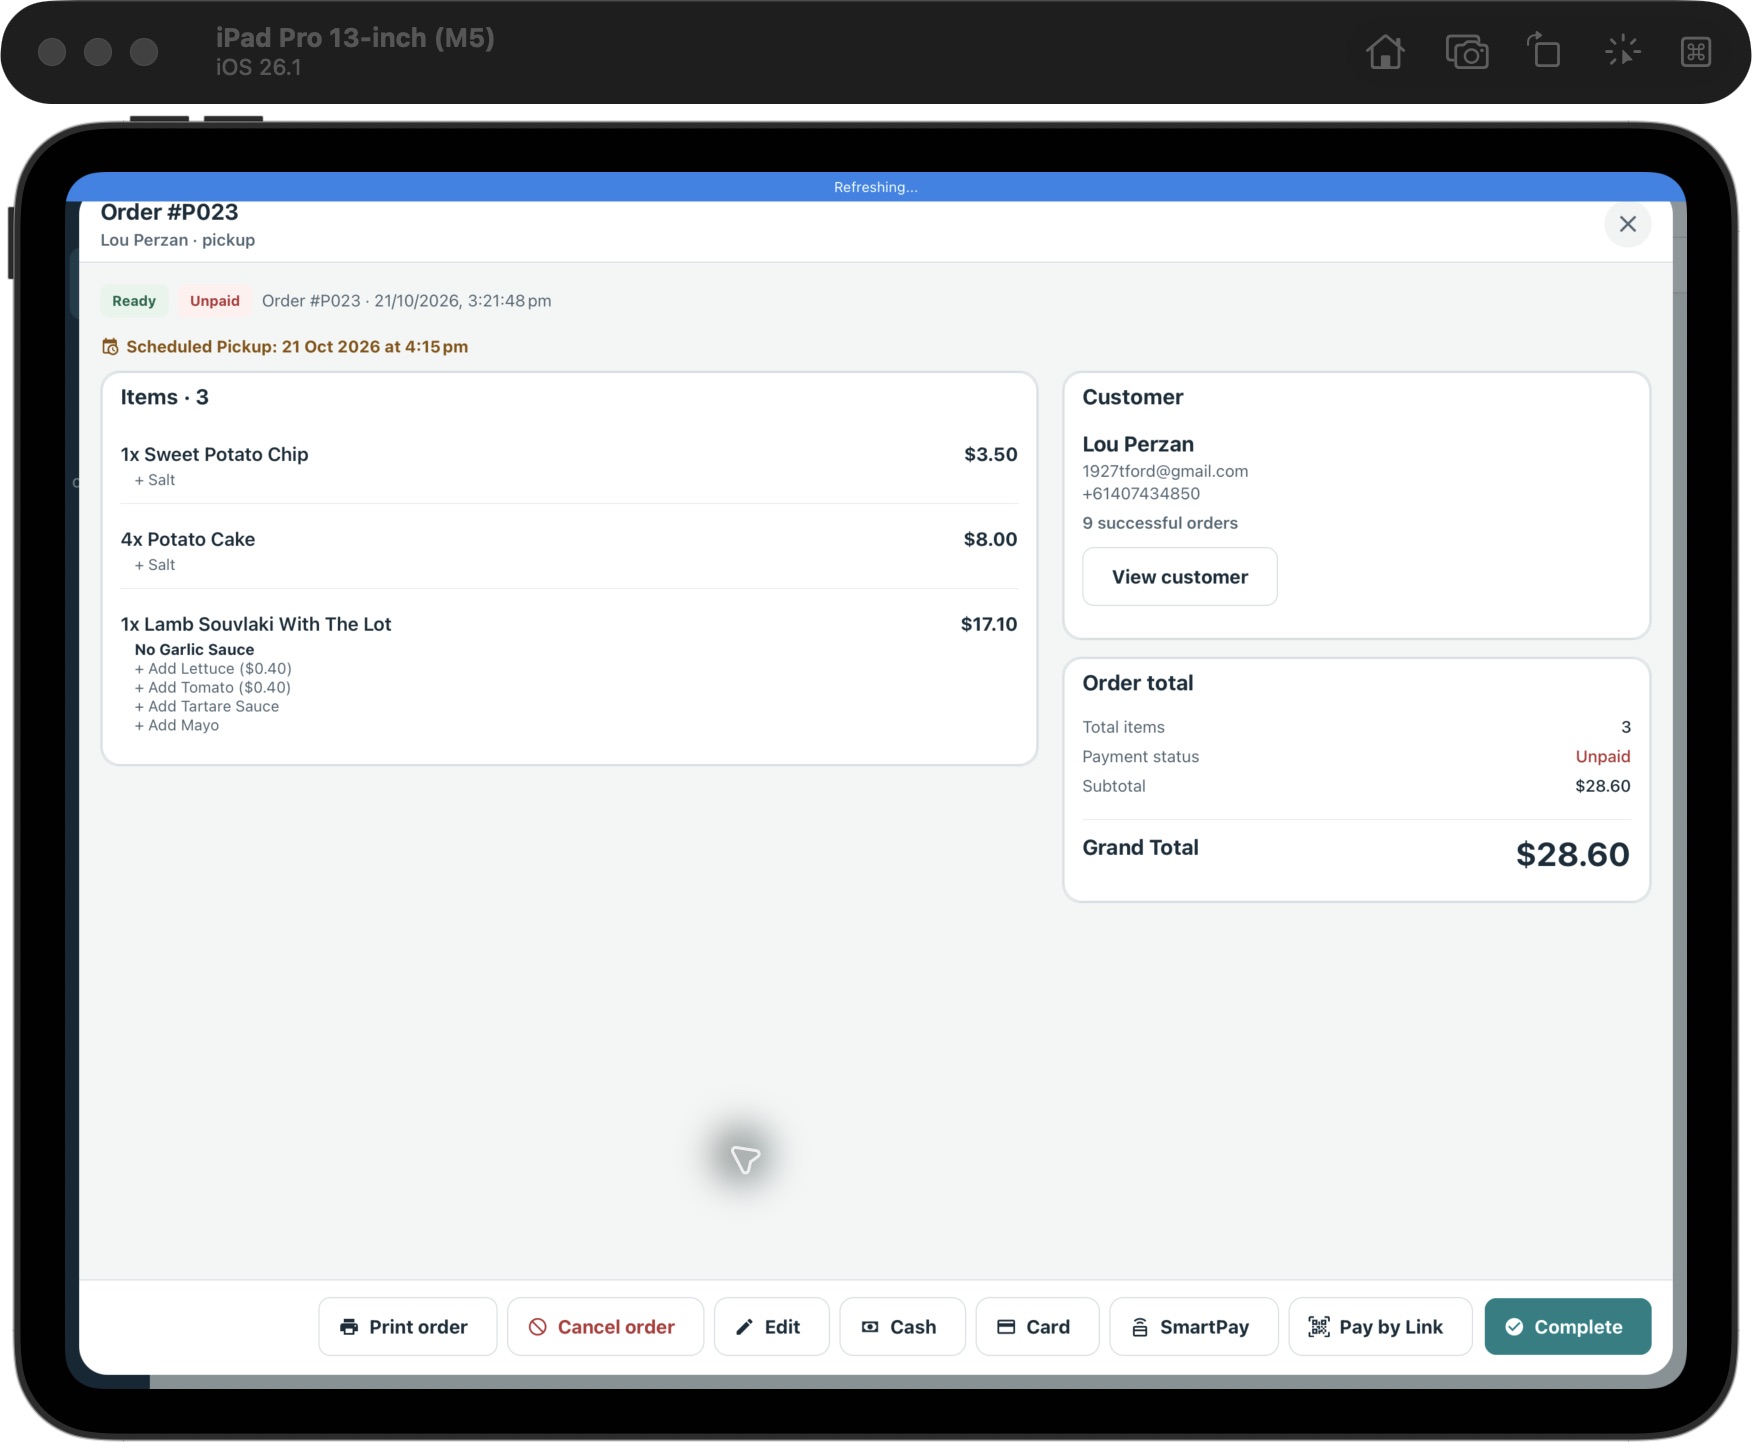 iPad Pro 13-inch (M5)
iOS 26.1
Refreshing...
Order #P023
Lou Perzan · pickup
Ready Unpaid Order #P023 · 21/10/2026, 3:21:48 pm
Scheduled Pickup: 21 Oct 2026 at 4:15 pm
Items · 3
1x Sweet Potato Chip $3.50
+ Salt
4x Potato Cake $8.00
+ Salt
1x Lamb Souvlaki With The Lot $17.10
No Garlic Sauce
+ Add Lettuce ($0.40)
+ Add Tomato ($0.40)
+ Add Tartare Sauce
+ Add Mayo
Customer
Lou Perzan
1927tford@gmail.com
+61407434850
9 successful orders
View customer
Order total
Total items 3
Payment status Unpaid
Subtotal $28.60
Grand Total $28.60
Print order Cancel order Edit Cash Card SmartPay Pay by Link Complete